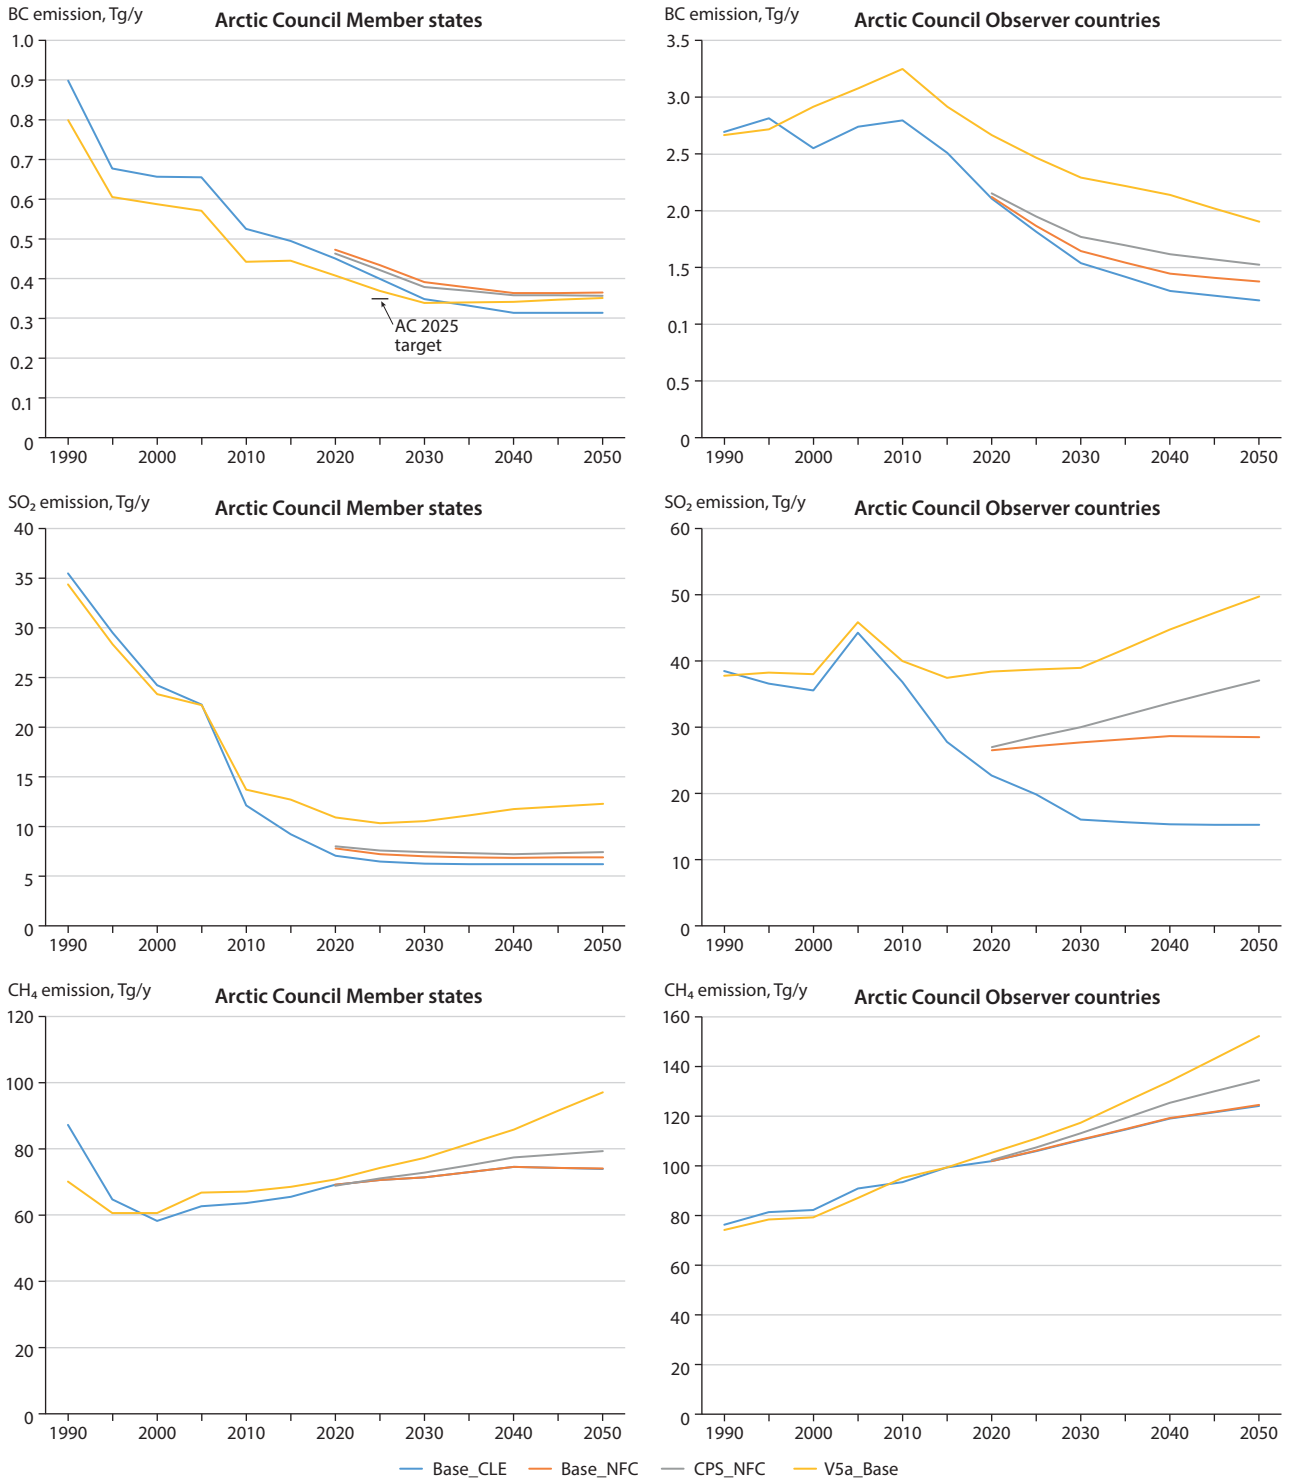 BC emission, Tg/y
Arctic Council Member states
1.0
0.9
0.8
0.7
0.6
0.5
0.4
0.3
0.2
0.1
0
AC 2025
target
1990 2000 2010 2020 2030 2040 2050
BC emission, Tg/y
Arctic Council Observer countries
3.5
3.0
2.5
2.0
1.5
0.1
0.5
0
1990 2000 2010 2020 2030 2040 2050
SO₂ emission, Tg/y
Arctic Council Member states
40
35
30
25
20
15
10
5
0
1990 2000 2010 2020 2030 2040 2050
SO₂ emission, Tg/y
Arctic Council Observer countries
60
50
40
30
20
10
0
1990 2000 2010 2020 2030 2040 2050
CH₄ emission, Tg/y
Arctic Council Member states
120
100
80
60
40
20
0
1990 2000 2010 2020 2030 2040 2050
CH₄ emission, Tg/y
Arctic Council Observer countries
160
140
120
100
80
60
40
20
0
1990 2000 2010 2020 2030 2040 2050
Base_CLE Base_NFC CPS_NFC V5a_Base